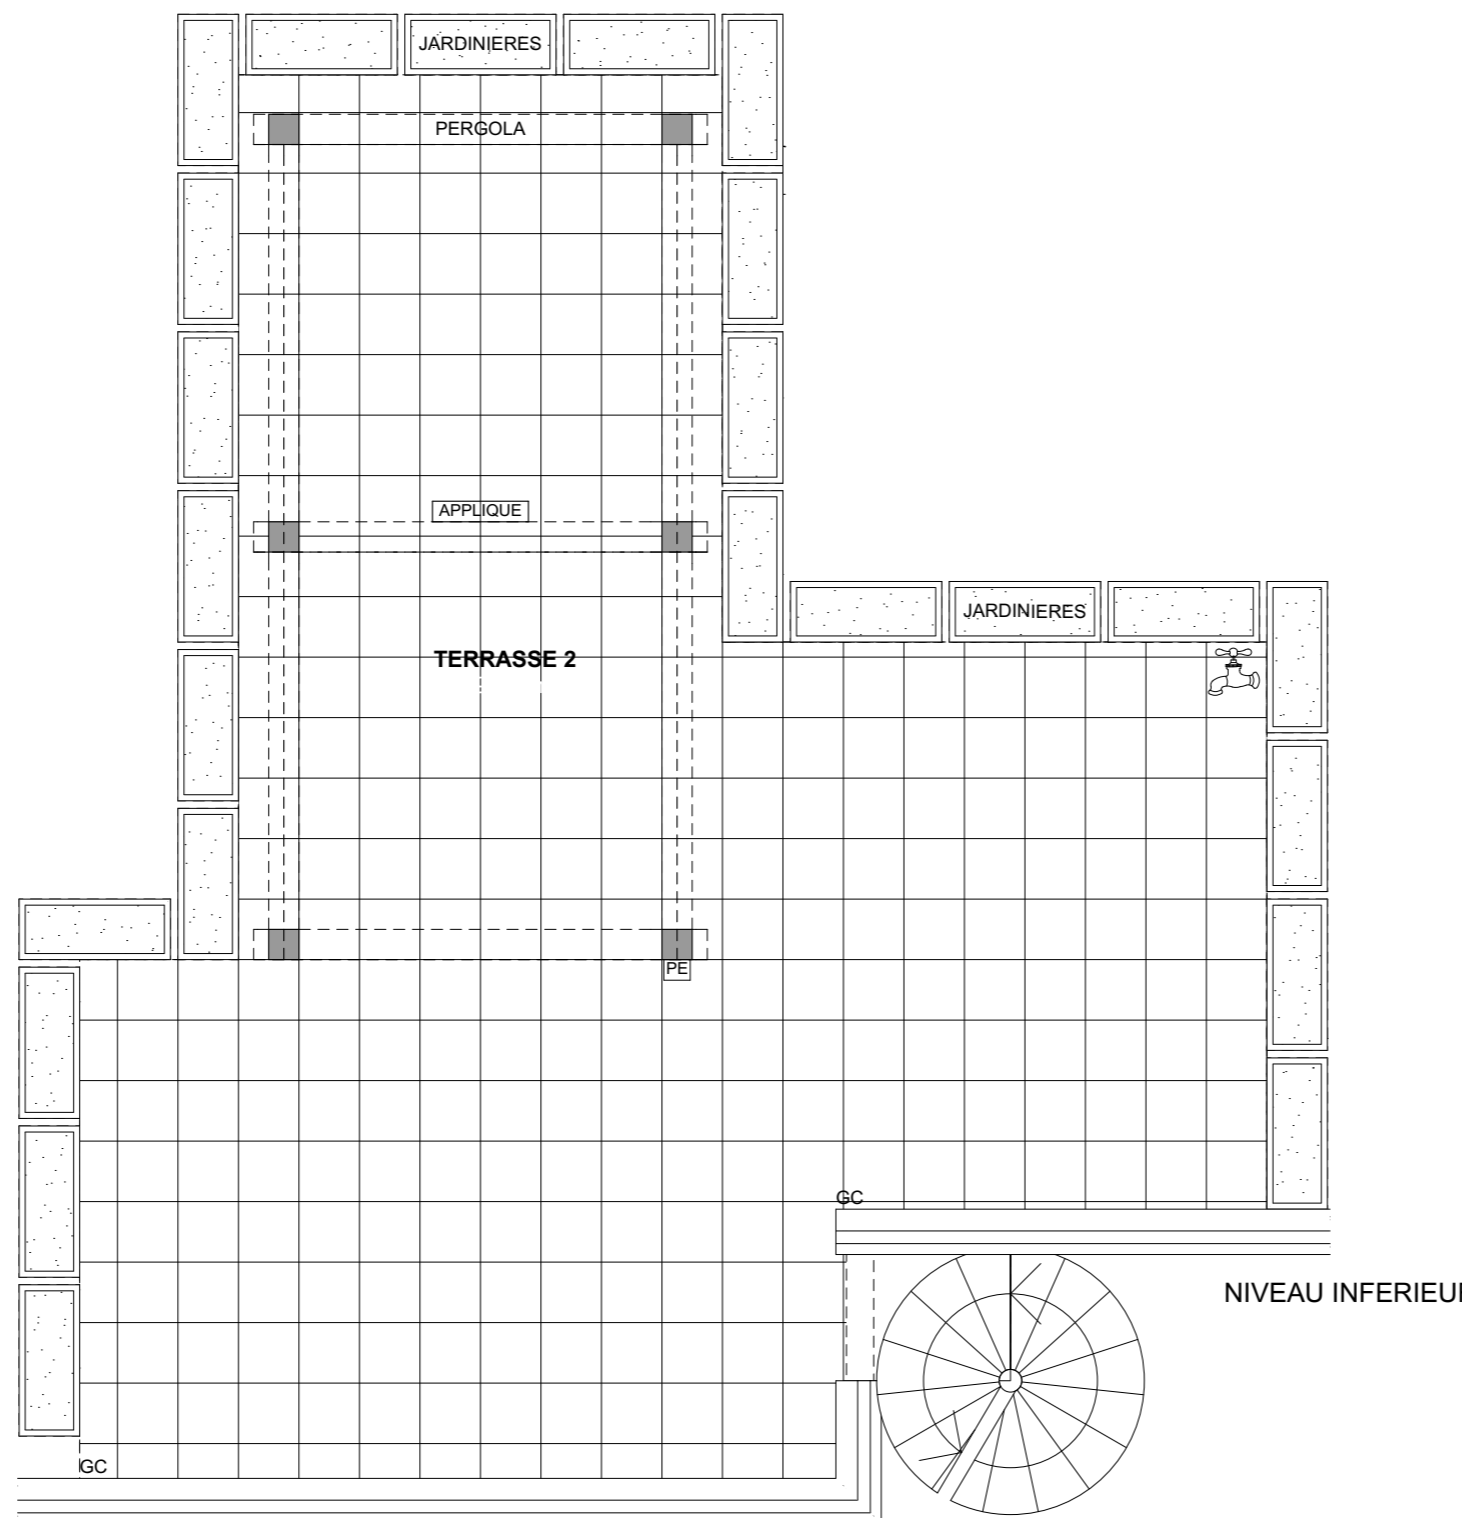 JARDINIERES
PERGOLA
APPLIQUE
JARDINIERES
TERRASSE 2
PE
GC
NIVEAU INFERIEU
GC